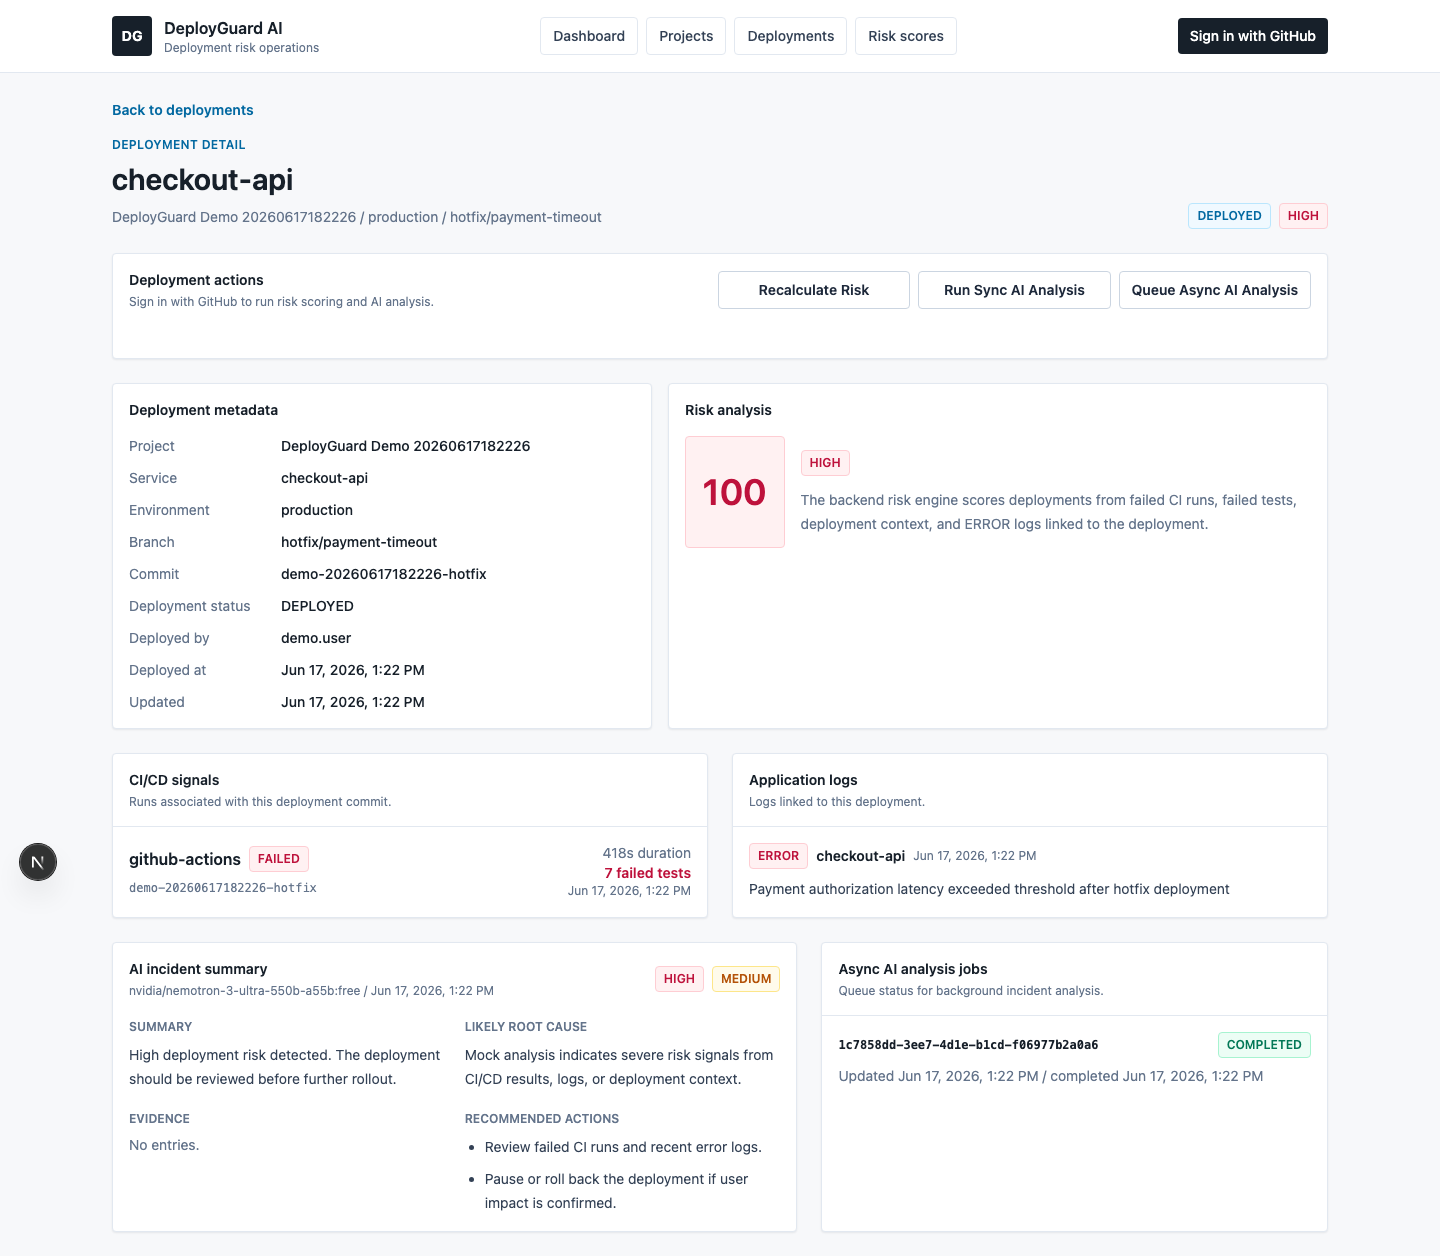 DG
DeployGuard AI
Deployment risk operations
Dashboard
Projects
Deployments
Risk scores
Sign in with GitHub
Back to deployments
DEPLOYMENT DETAIL
checkout-api
DeployGuard Demo 20260617182226 / production / hotfix/payment-timeout
DEPLOYED
HIGH
Deployment actions
Sign in with GitHub to run risk scoring and AI analysis.
Recalculate Risk
Run Sync AI Analysis
Queue Async AI Analysis
Deployment metadata
Project DeployGuard Demo 20260617182226
Service checkout-api
Environment production
Branch hotfix/payment-timeout
Commit demo-20260617182226-hotfix
Deployment status DEPLOYED
Deployed by demo.user
Deployed at Jun 17, 2026, 1:22 PM
Updated Jun 17, 2026, 1:22 PM
Risk analysis
100
HIGH
The backend risk engine scores deployments from failed CI runs, failed tests,
deployment context, and ERROR logs linked to the deployment.
CI/CD signals
Runs associated with this deployment commit.
github-actions FAILED
demo-20260617182226-hotfix
418s duration
7 failed tests
Jun 17, 2026, 1:22 PM
Application logs
Logs linked to this deployment.
ERROR checkout-api Jun 17, 2026, 1:22 PM
Payment authorization latency exceeded threshold after hotfix deployment
N
AI incident summary
nvidia/nemotron-3-ultra-550b-a55b:free / Jun 17, 2026, 1:22 PM
HIGH
MEDIUM
SUMMARY
High deployment risk detected. The deployment
should be reviewed before further rollout.
LIKELY ROOT CAUSE
Mock analysis indicates severe risk signals from
CI/CD results, logs, or deployment context.
EVIDENCE
No entries.
RECOMMENDED ACTIONS
• Review failed CI runs and recent error logs.
• Pause or roll back the deployment if user
impact is confirmed.
Async AI analysis jobs
Queue status for background incident analysis.
1c7858dd-3ee7-4d1e-b1cd-f06977b2a0a6
COMPLETED
Updated Jun 17, 2026, 1:22 PM / completed Jun 17, 2026, 1:22 PM